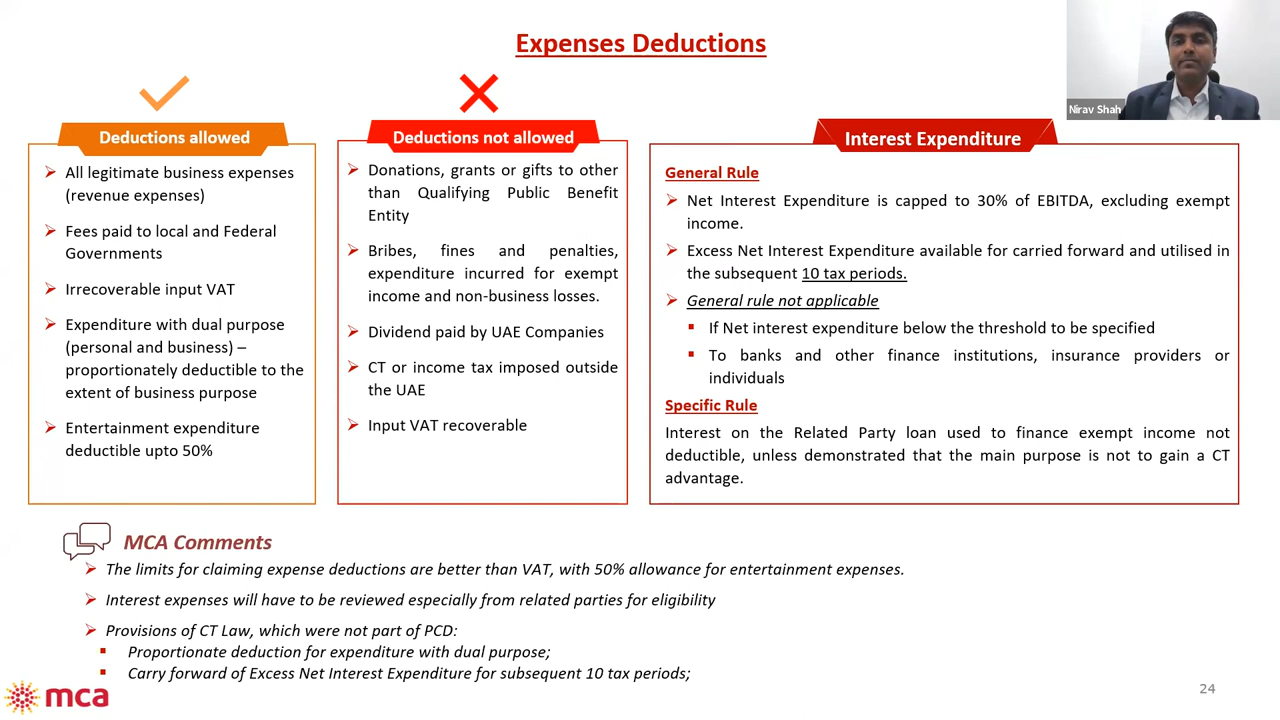 Expenses Deductions
Nirav Shah
Deductions allowed
All legitimate business expenses
(revenue expenses)
Fees paid to local and Federal
Governments
Irrecoverable input VAT
Expenditure with dual purpose
(personal and business) –
proportionately deductible to the
extent of business purpose
Entertainment expenditure
deductible upto 50%
Deductions not allowed
Donations, grants or gifts to other
than Qualifying Public Benefit
Entity
Bribes, fines and penalties,
expenditure incurred for exempt
income and non-business losses.
Dividend paid by UAE Companies
CT or income tax imposed outside
the UAE
Input VAT recoverable
Interest Expenditure
General Rule
Net Interest Expenditure is capped to 30% of EBITDA, excluding exempt
income.
Excess Net Interest Expenditure available for carried forward and utilised in
the subsequent 10 tax periods.
General rule not applicable
If Net interest expenditure below the threshold to be specified
To banks and other finance institutions, insurance providers or
individuals
Specific Rule
Interest on the Related Party loan used to finance exempt income not
deductible, unless demonstrated that the main purpose is not to gain a CT
advantage.
MCA Comments
The limits for claiming expense deductions are better than VAT, with 50% allowance for entertainment expenses.
Interest expenses will have to be reviewed especially from related parties for eligibility
Provisions of CT Law, which were not part of PCD:
Proportionate deduction for expenditure with dual purpose;
Carry forward of Excess Net Interest Expenditure for subsequent 10 tax periods;
mca
24